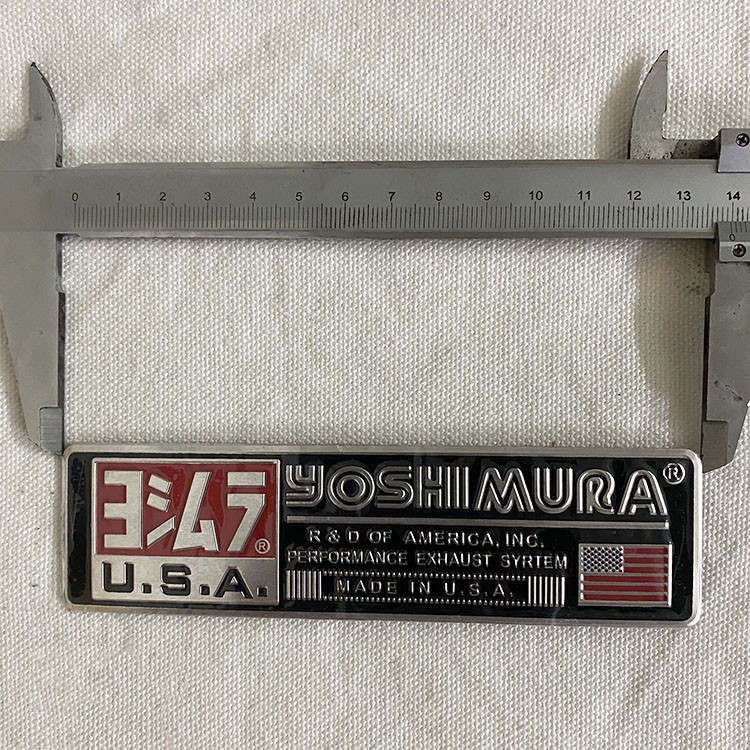 0 1 2 3 4 5 6 7 8 9 10 11 12 13 14
0
ヨシムラ®
U.S.A.
YOSHIMURA®
R & D OF AMERICA, INC.
PERFORMANCE EXHAUST SYRTEM
MADE IN U.S.A.